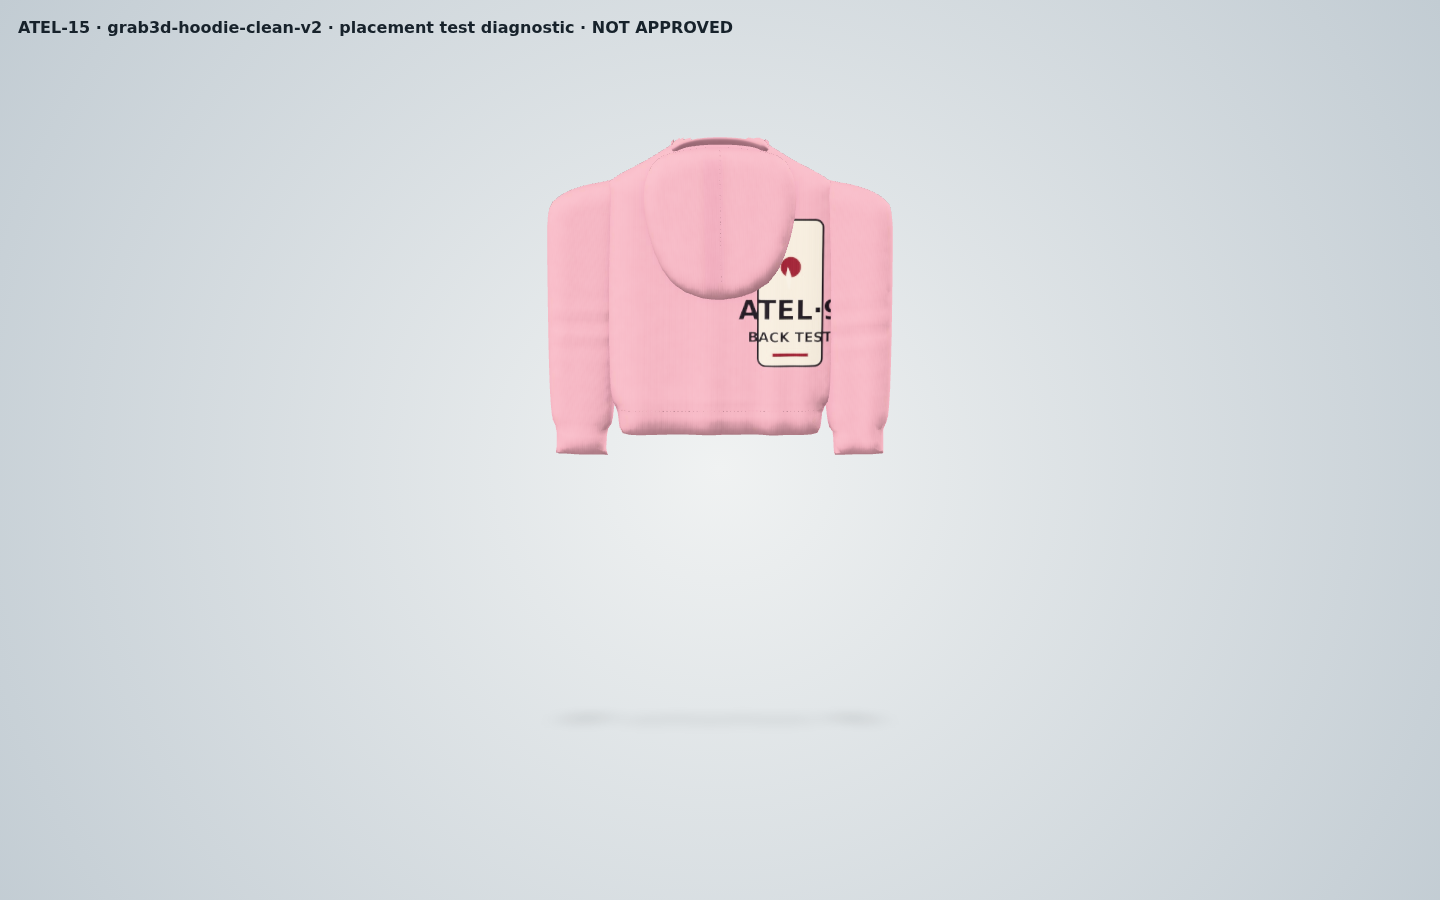 ATEL-15 · grab3d-hoodie-clean-v2 · placement test diagnostic · NOT APPROVED
ATEL·
BACK TEST